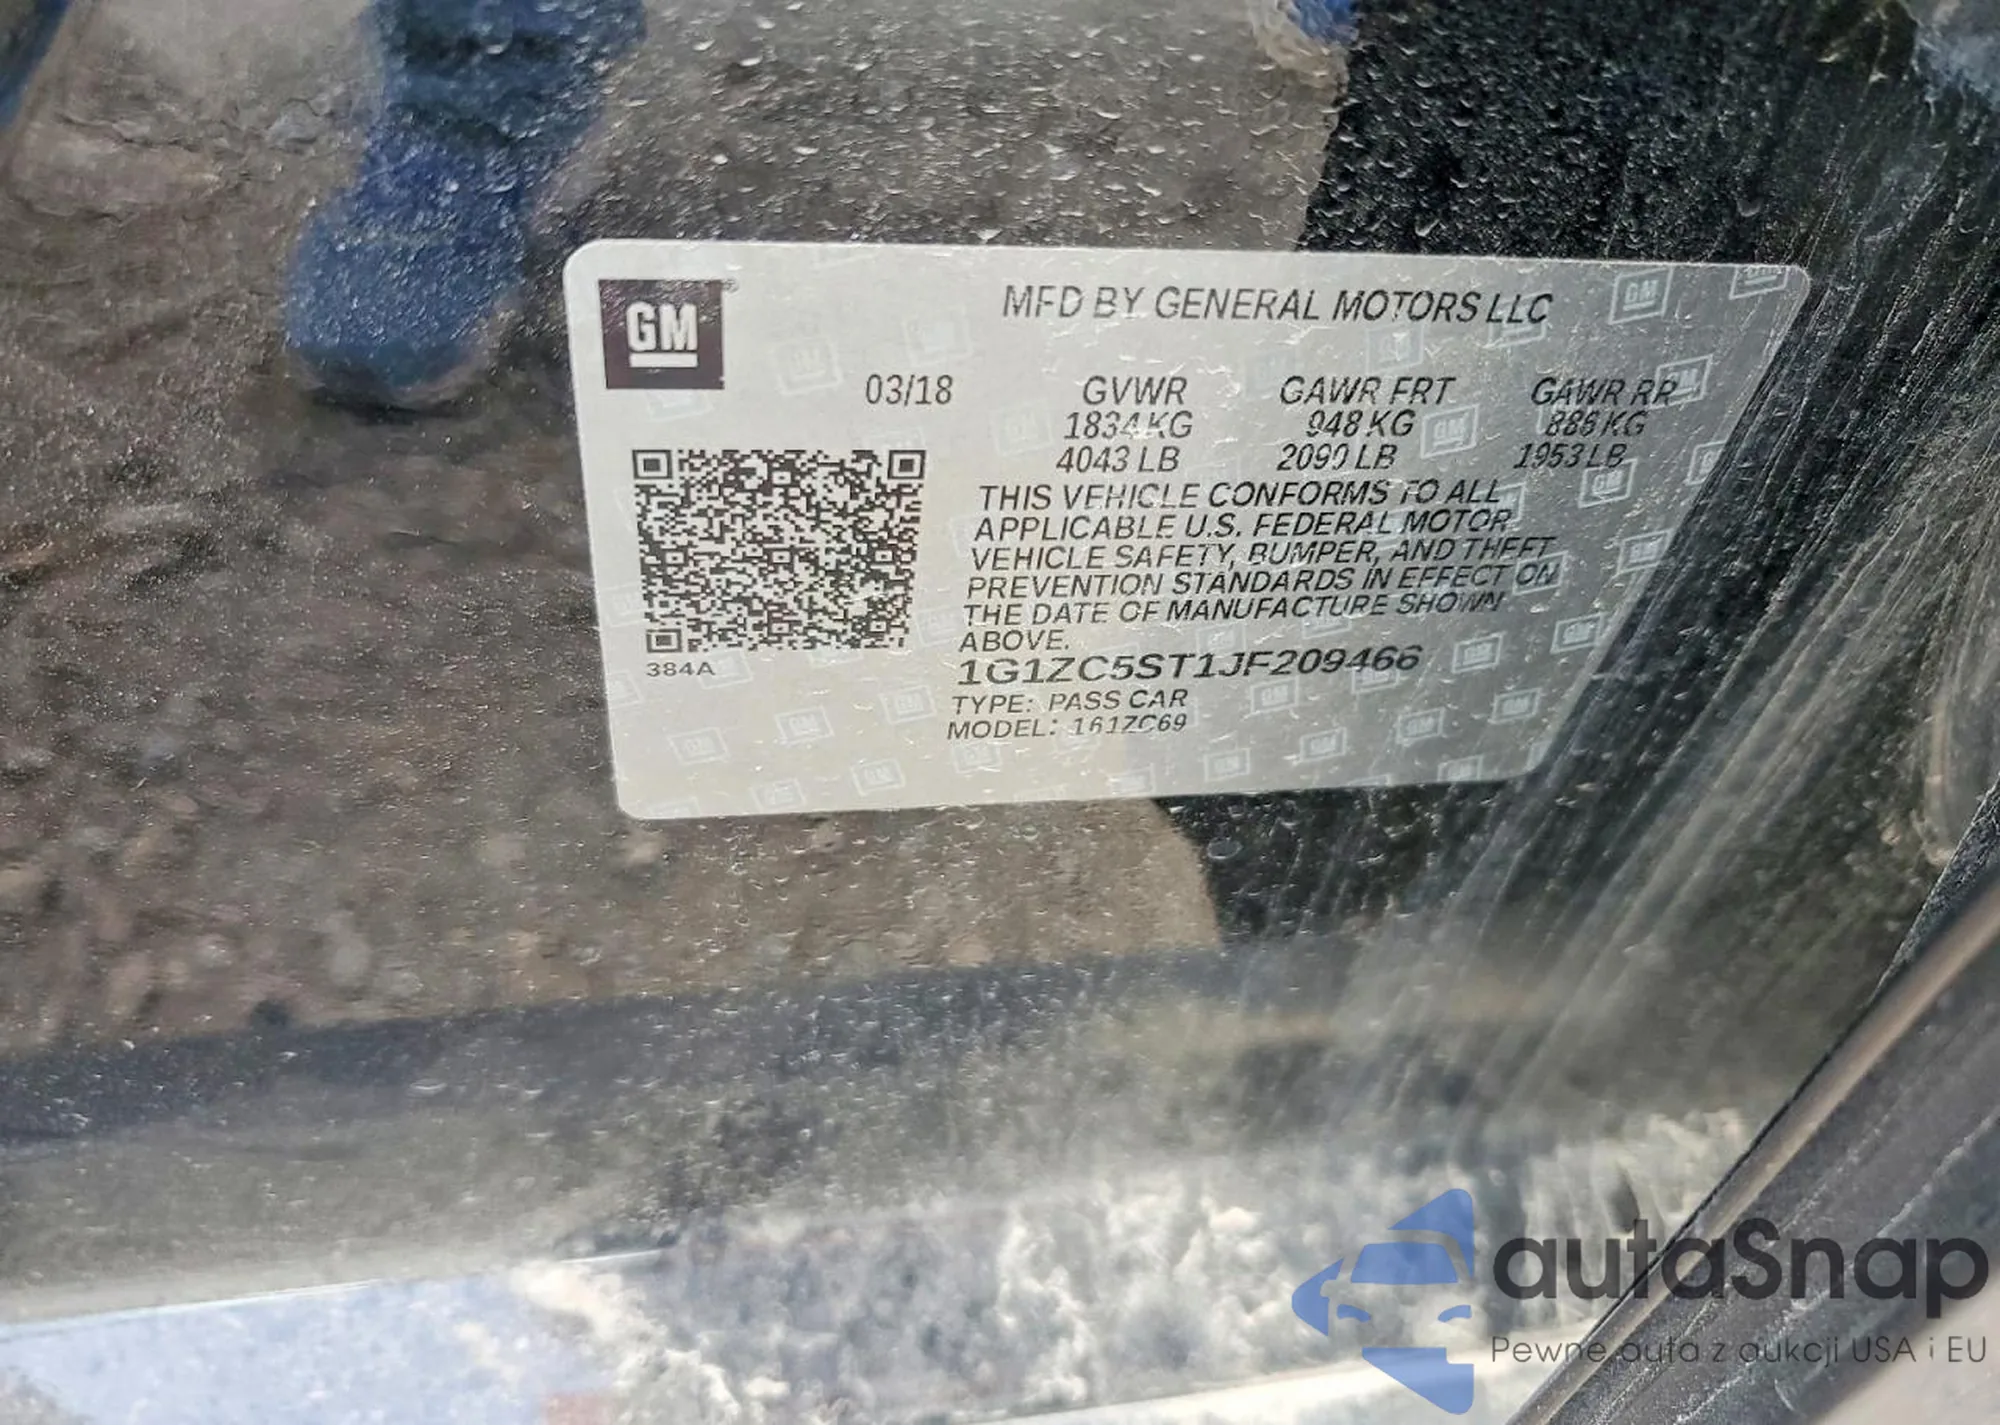 GM
MFD BY GENERAL MOTORS LLC
03/18 GVWR GAWR FRT GAWR RR
1834 KG 948 KG 886 KG
4043 LB 2090 LB 1953 LB
THIS VEHICLE CONFORMS TO ALL
APPLICABLE U.S. FEDERAL MOTOR
VEHICLE SAFETY, BUMPER, AND THEFT
PREVENTION STANDARDS IN EFFECT ON
THE DATE OF MANUFACTURE SHOWN
ABOVE.
384A
1G1ZC5ST1JF209466
TYPE: PASS CAR
MODEL: 161ZC69
autaSnap
Pewne auta z aukcji USA i EU